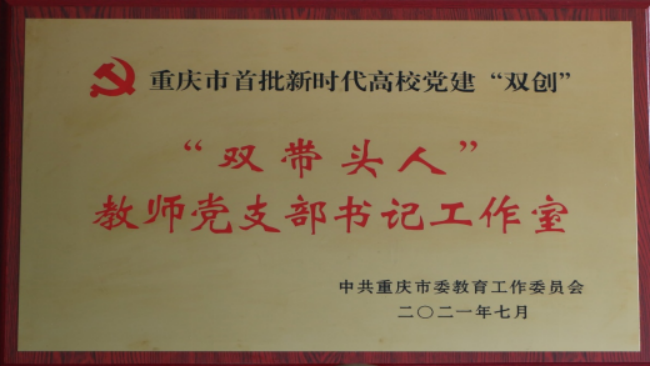 重庆市首批新时代高校党建“双创”
“双带头人”
教师党支部书记工作室
中共重庆市委教育工作委员会
二〇二一年七月